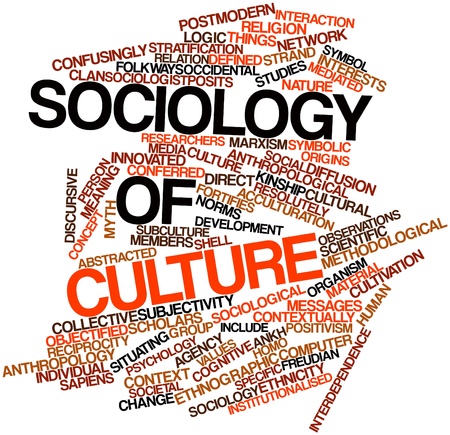 POSTMODERN INTERACTION
RELIGION
LOGIC THINGS NETWORK
CONFUSINGLY STRATIFICATION
RELATION DEFINED STRAND SYMBOL
FOLKWAYS OCCIDENTAL STUDIES MEDIATED INTERESTS
CLAN SOCIOLOGIST POSITS NATURE
SOCIOLOGY
RESEARCHERS MARXISM SYMBOLIC
MEDIA CULTURE SOCIAL ORIGINS
INNOVATED ANTHROPOLOGICAL DIFFUSION
CONFERRED DIRECT KINSHIP CULTURAL
PERSON MEANING FORTIFIES RESOLUTELY
DISCURSIVE CONCEPT MYTH
OF
NORMS CULTURATION
SUBCULTURE DEVELOPMENT
MEMBERS SHELL OBSERVATIONS
ABSTRACTED SCIENTIFIC
METHODOLOGICAL
CULTURE
ORGANISM MATERIAL CULTIVATION
COLLECTIVE SUBJECTIVITY SOCIOLOGICAL MESSAGES HUMAN
OBJECTIFIED SCHOLARS CONTEXTUALLY
RECIPROCITY SITUATING GROUP INCLUDE ANKH POSITIVISM
ANTHROPOLOGY PSYCHOLOGY AGENCY HOMO COMPUTER
INDIVIDUAL VALUES COGNITIVE FREUDIAN
SAPIENS CONTEXT ETHNOGRAPHIC SPECIFIC
SOCIETAL ETHNICITY
CHANGE SOCIOLOGY INSTITUTIONALISED
INTERDEPENDENCE